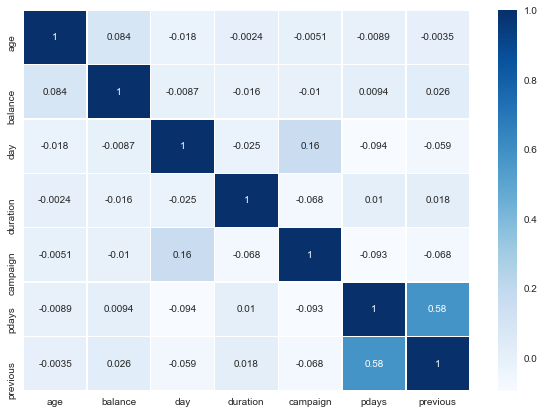 age 1 0.084 -0.018 -0.0024 -0.0051 -0.0089 -0.0035
balance 0.084 1 -0.0087 -0.016 -0.01 0.0094 0.026
day -0.018 -0.0087 1 -0.025 0.16 -0.094 -0.059
duration -0.0024 -0.016 -0.025 1 -0.068 0.01 0.018
campaign -0.0051 -0.01 0.16 -0.068 1 -0.093 -0.068
pdays -0.0089 0.0094 -0.094 0.01 -0.093 1 0.58
previous -0.0035 0.026 -0.059 0.018 -0.068 0.58 1
age balance day duration campaign pdays previous
1.0
0.8
0.6
0.4
0.2
0.0